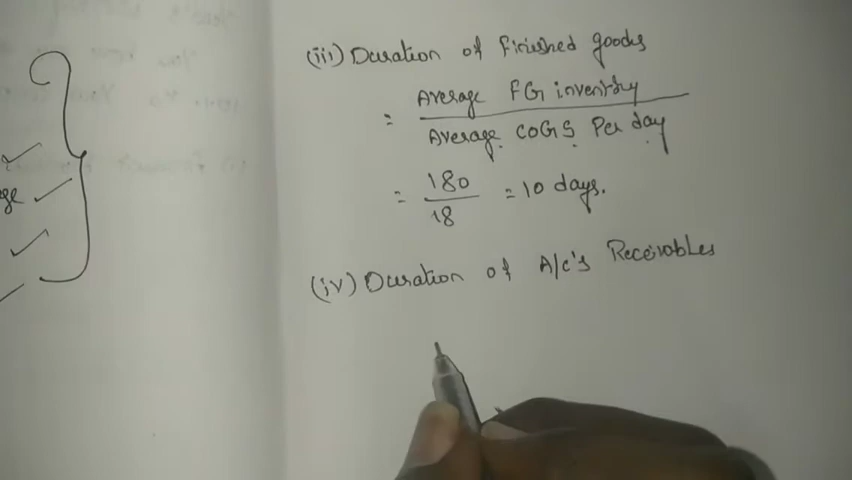 (iii) Duration of Finished goods
= Average FG inventory
Average COGS Per day
= 180
18
= 10 days.
(iv) Duration of A/c's Receivables